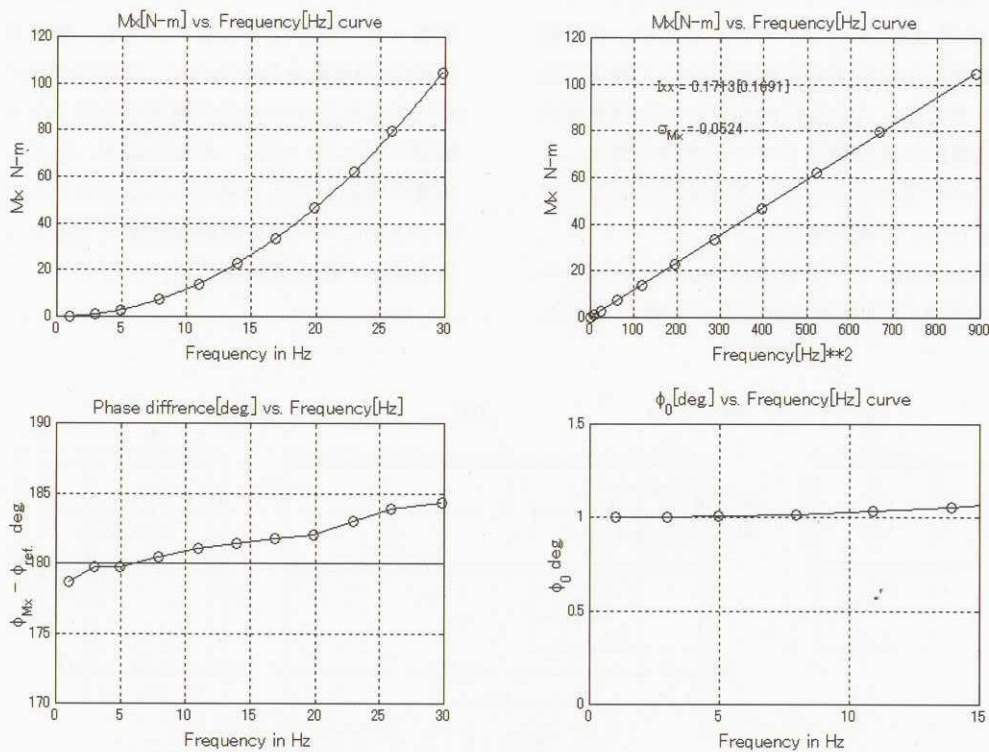 Mx[N-m] vs. Frequency[Hz] curve
120
100
80
60
40
20
0
Mx N-m
0 5 10 15 20 25 30
Frequency in Hz
Mx[N-m] vs. Frequency[Hz] curve
120
100
80
60
40
20
0
Mx N-m
Ixx = 0.1713[0.1691]
σMx = 0.0524
0 100 200 300 400 500 600 700 800 900
Frequency[Hz]**2
Phase diffrence[deg.] vs. Frequency[Hz]
190
185
180
175
170
ϕMx - ϕref. deg.
0 5 10 15 20 25 30
Frequency in Hz
ϕ0[deg.] vs. Frequency[Hz] curve
1.5
1
0.5
0
ϕ0 deg.
0 5 10 15
Frequency in Hz